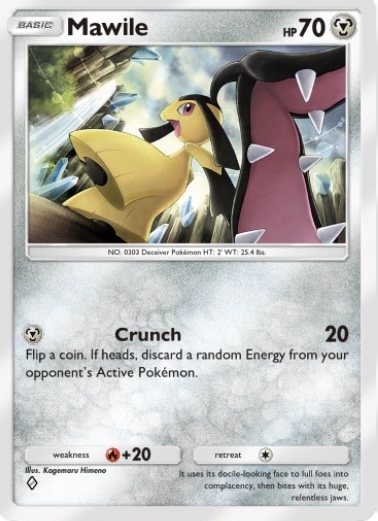 BASIC
Mawile
HP 70
NO. 0303 Deceiver Pokémon HT: 2' WT: 25.4 lbs.
Crunch 20
Flip a coin. If heads, discard a random Energy from your
opponent's Active Pokémon.
weakness +20 retreat
Illus. Kagemaru Himeno
It uses its docile-looking face to lull foes into
complacency, then bites with its huge,
relentless jaws.